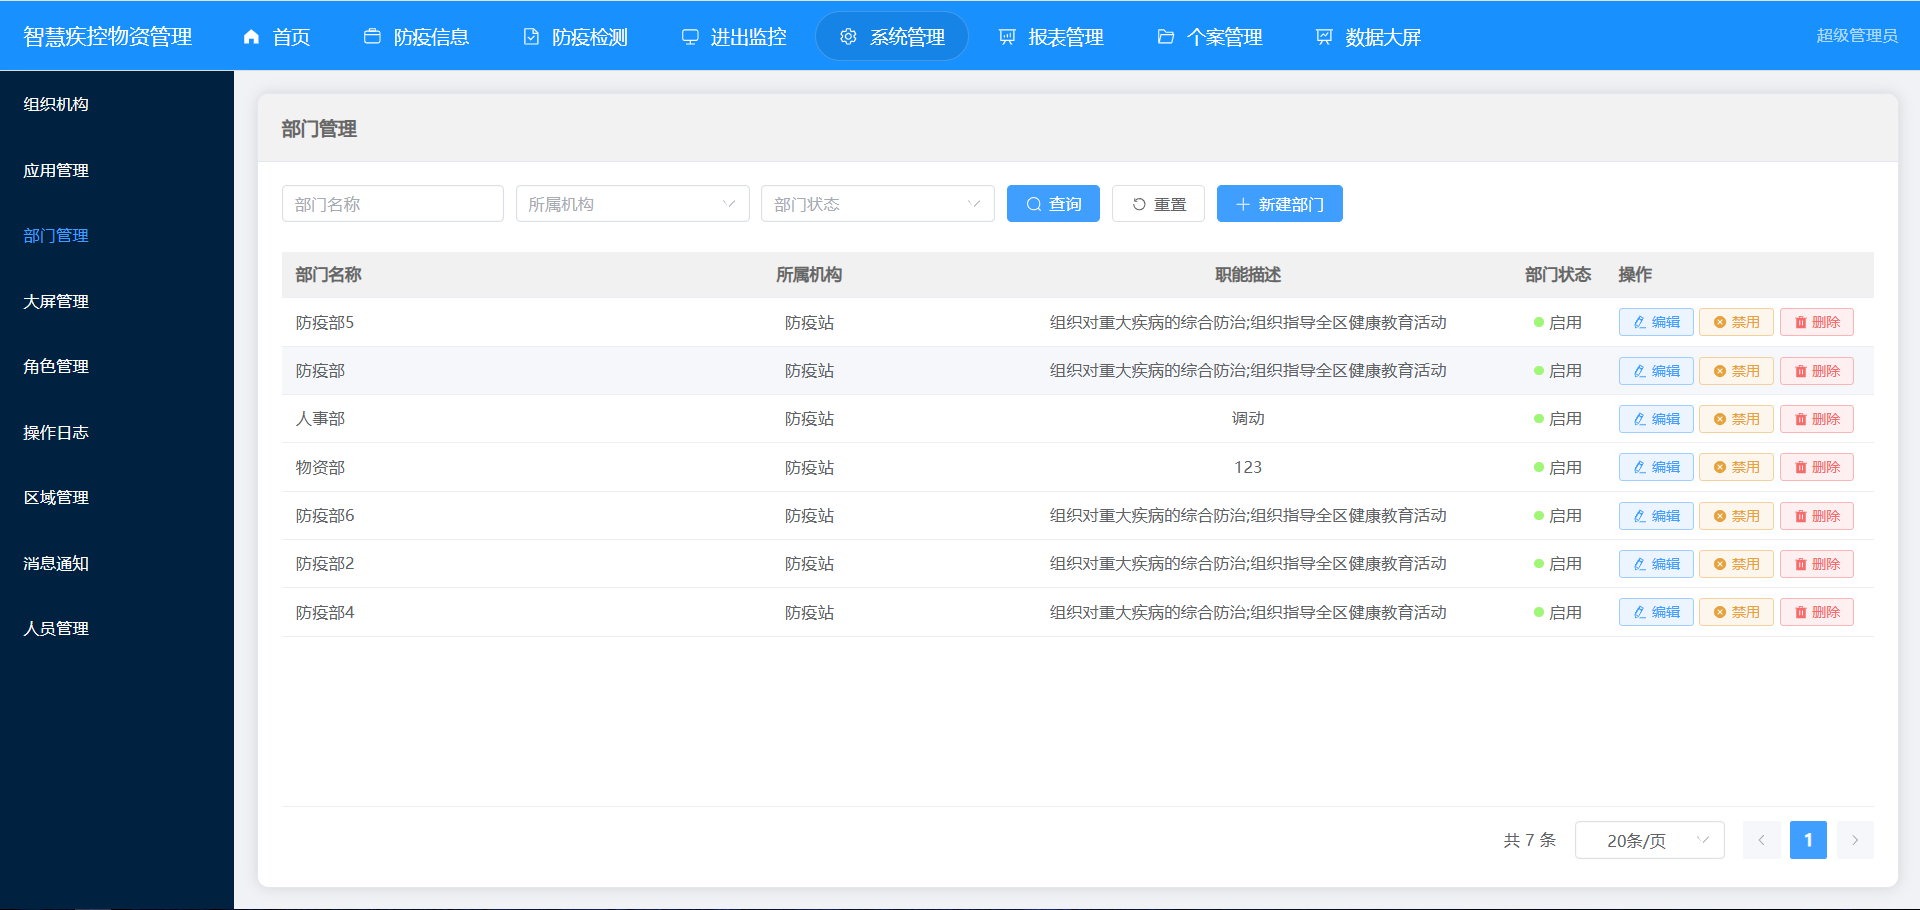 智慧疾控物资管理 首页 防疫信息 防疫检测 进出监控 系统管理 报表管理 个案管理 数据大屏 超级管理员
组织机构
应用管理
部门管理
大屏管理
角色管理
操作日志
区域管理
消息通知
人员管理
部门管理
部门名称 所属机构 部门状态 查询 重置 新建部门
部门名称 所属机构 职能描述 部门状态 操作
防疫部5 防疫站 组织对重大疾病的综合防治;组织指导全区健康教育活动 启用 编辑 禁用 删除
防疫部 防疫站 组织对重大疾病的综合防治;组织指导全区健康教育活动 启用 编辑 禁用 删除
人事部 防疫站 调动 启用 编辑 禁用 删除
物资部 防疫站 123 启用 编辑 禁用 删除
防疫部6 防疫站 组织对重大疾病的综合防治;组织指导全区健康教育活动 启用 编辑 禁用 删除
防疫部2 防疫站 组织对重大疾病的综合防治;组织指导全区健康教育活动 启用 编辑 禁用 删除
防疫部4 防疫站 组织对重大疾病的综合防治;组织指导全区健康教育活动 启用 编辑 禁用 删除
共 7 条 20条/页 1